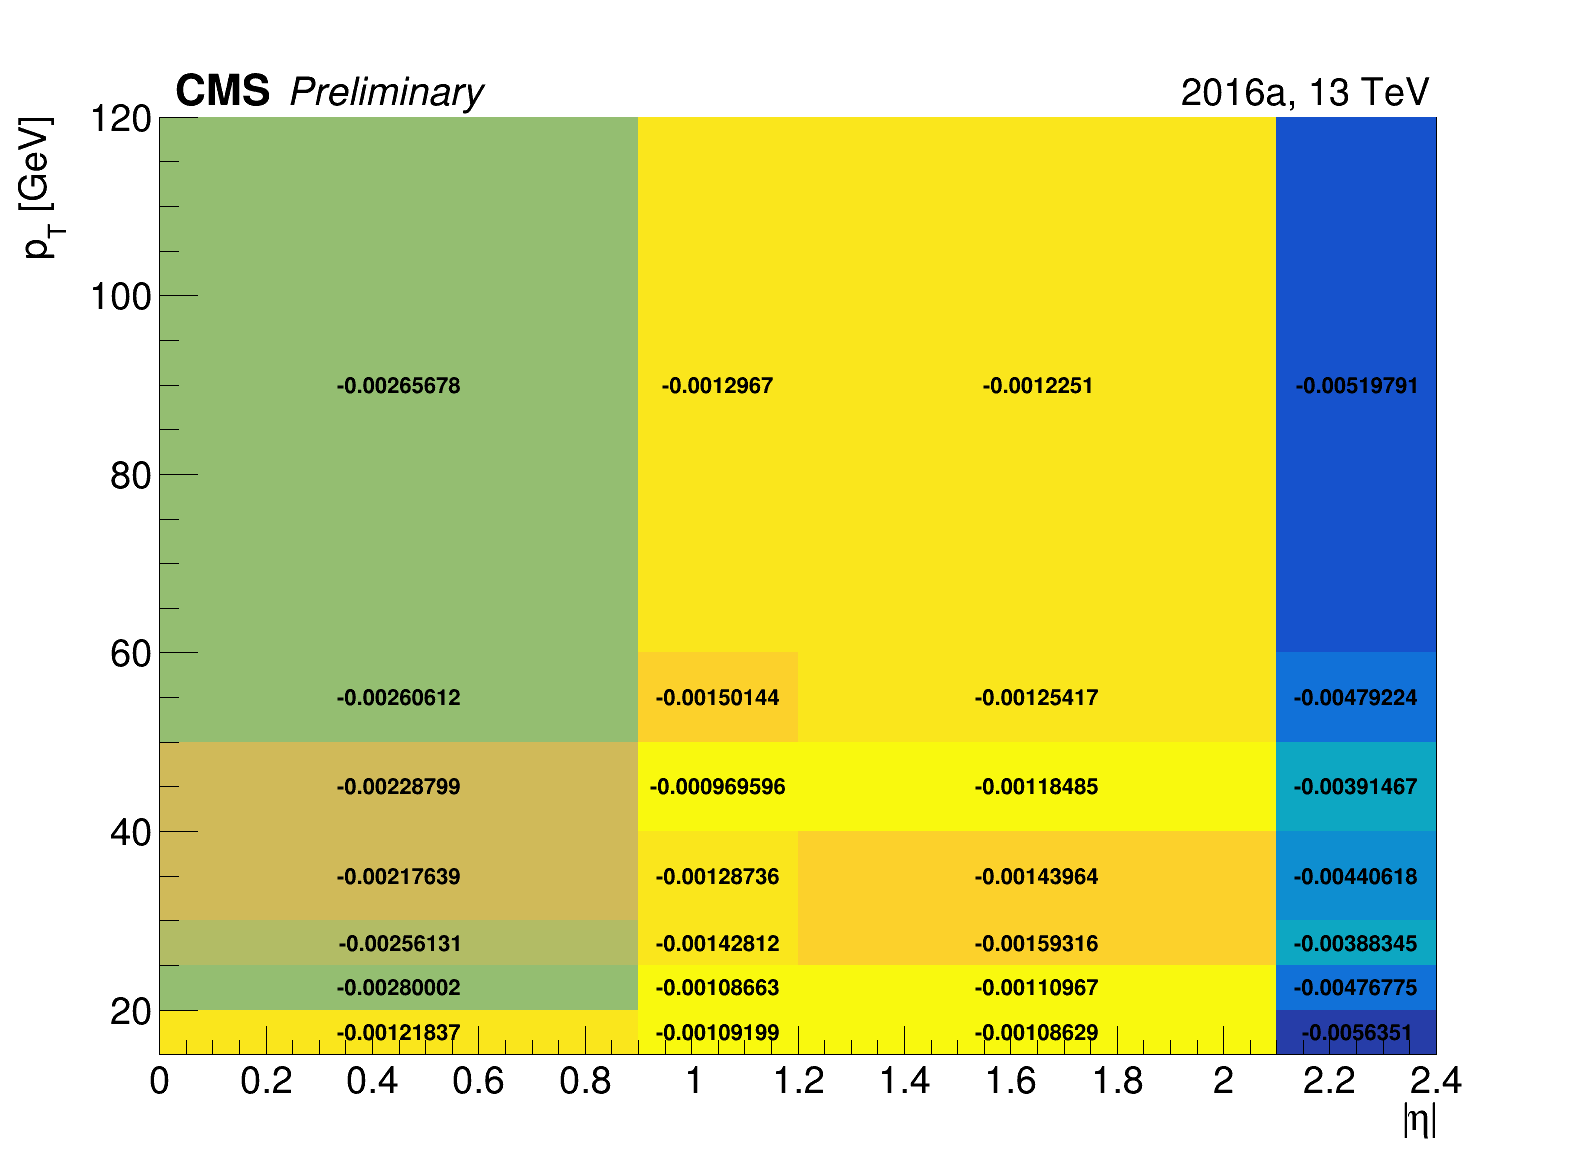 CMS Preliminary 2016a, 13 TeV
pT [GeV]
120
100
80
60
40
20
-0.00265678 -0.0012967 -0.0012251 -0.00519791
-0.00260612 -0.00150144 -0.00125417 -0.00479224
-0.00228799 -0.000969596 -0.00118485 -0.00391467
-0.00217639 -0.00128736 -0.00143964 -0.00440618
-0.00256131 -0.00142812 -0.00159316 -0.00388345
-0.00280002 -0.00108663 -0.00110967 -0.00476775
-0.00121837 -0.00109199 -0.00108629 -0.0056351
0 0.2 0.4 0.6 0.8 1 1.2 1.4 1.6 1.8 2 2.2 2.4
|η|